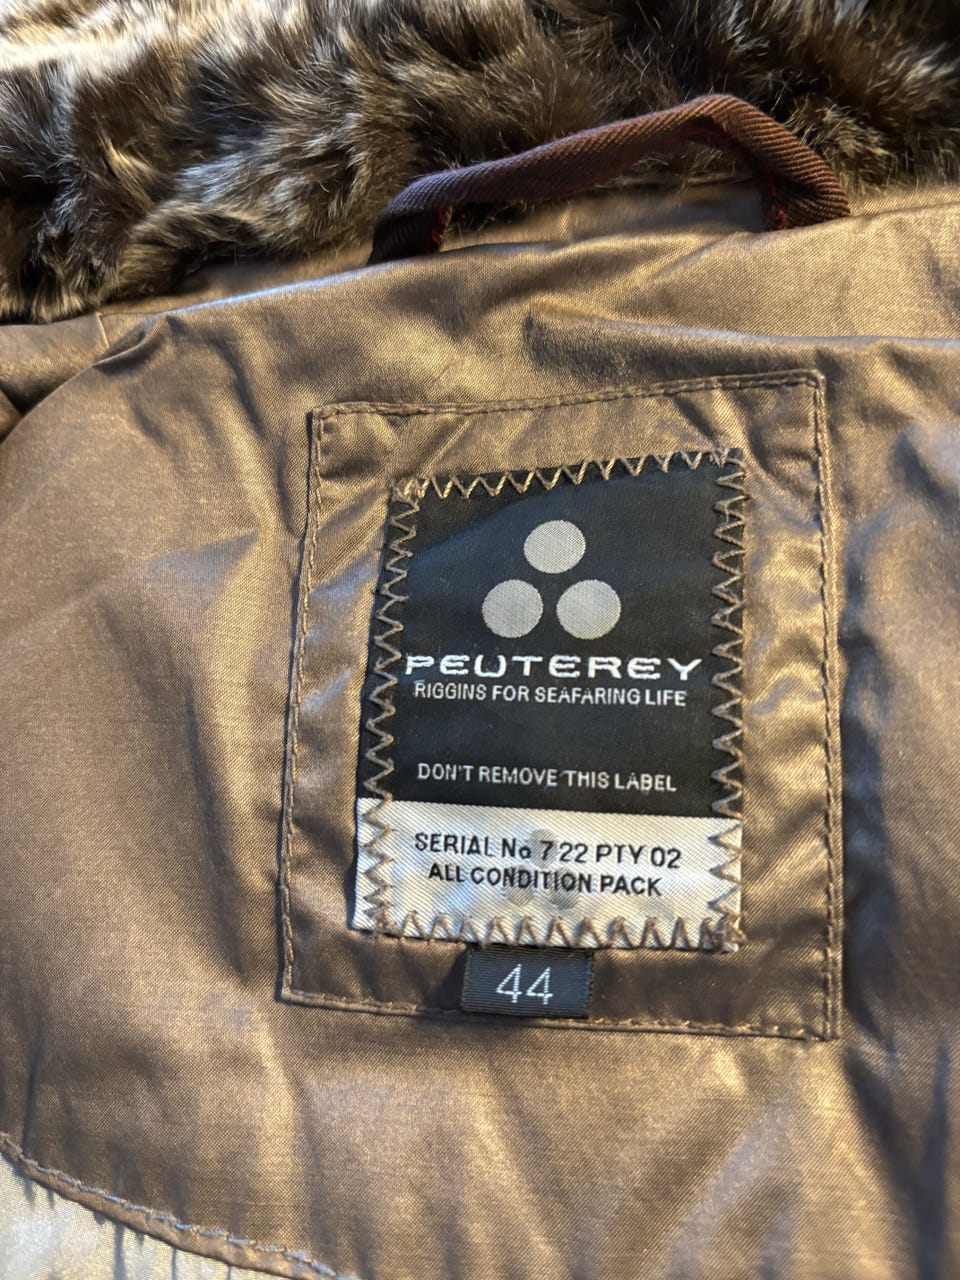 PEUTEREY
RIGGINS FOR SEAFARING LIFE
DON'T REMOVE THIS LABEL
SERIAL No 7 22 PTY 02
ALL CONDITION PACK
44